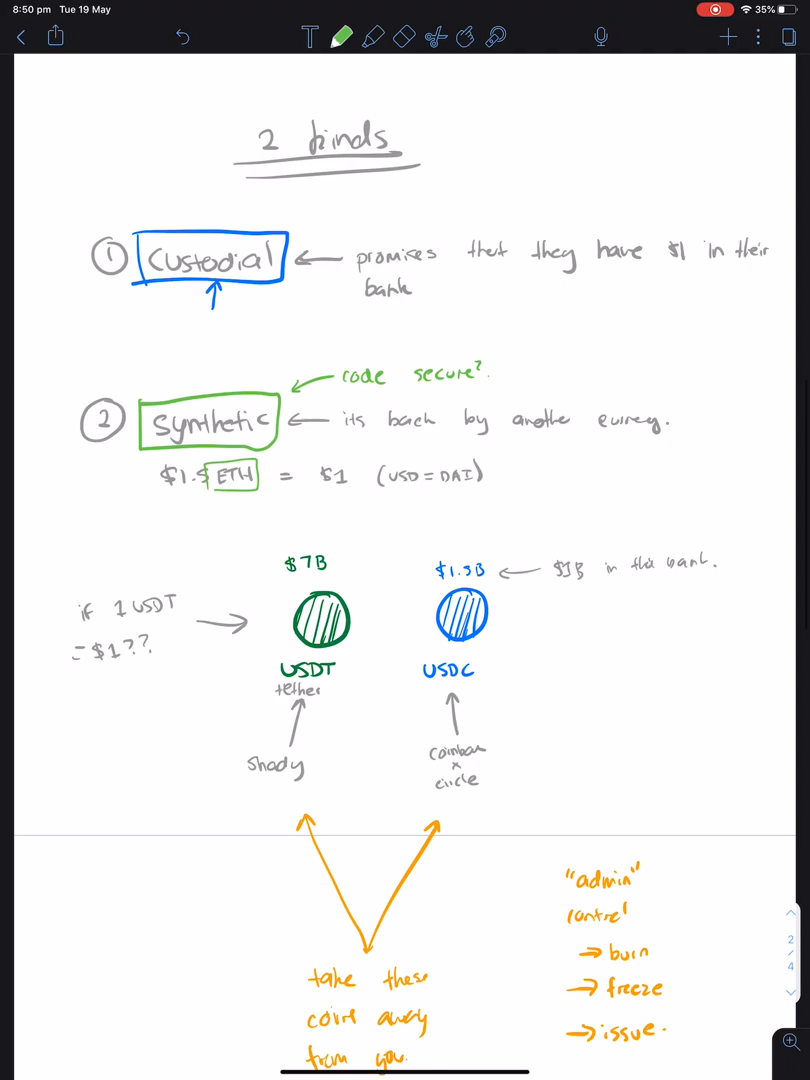 8:50 pm Tue 19 May
35%
T
2 kinds
1 Custodial ← promises that they have $1 in their
bank
code secure?
2 Synthetic ← its back by another
$1.5 ETH = $1 (USD = DAI)
$7B
$1.5B ← $1B in the bank.
if 1 USDT →
= $1??
USDT
USDC
tether
shady
coinbase
x
circle
"admin"
control
→ burn
→ freeze
→ issue.
take these
coins away
from you.
2
/
4